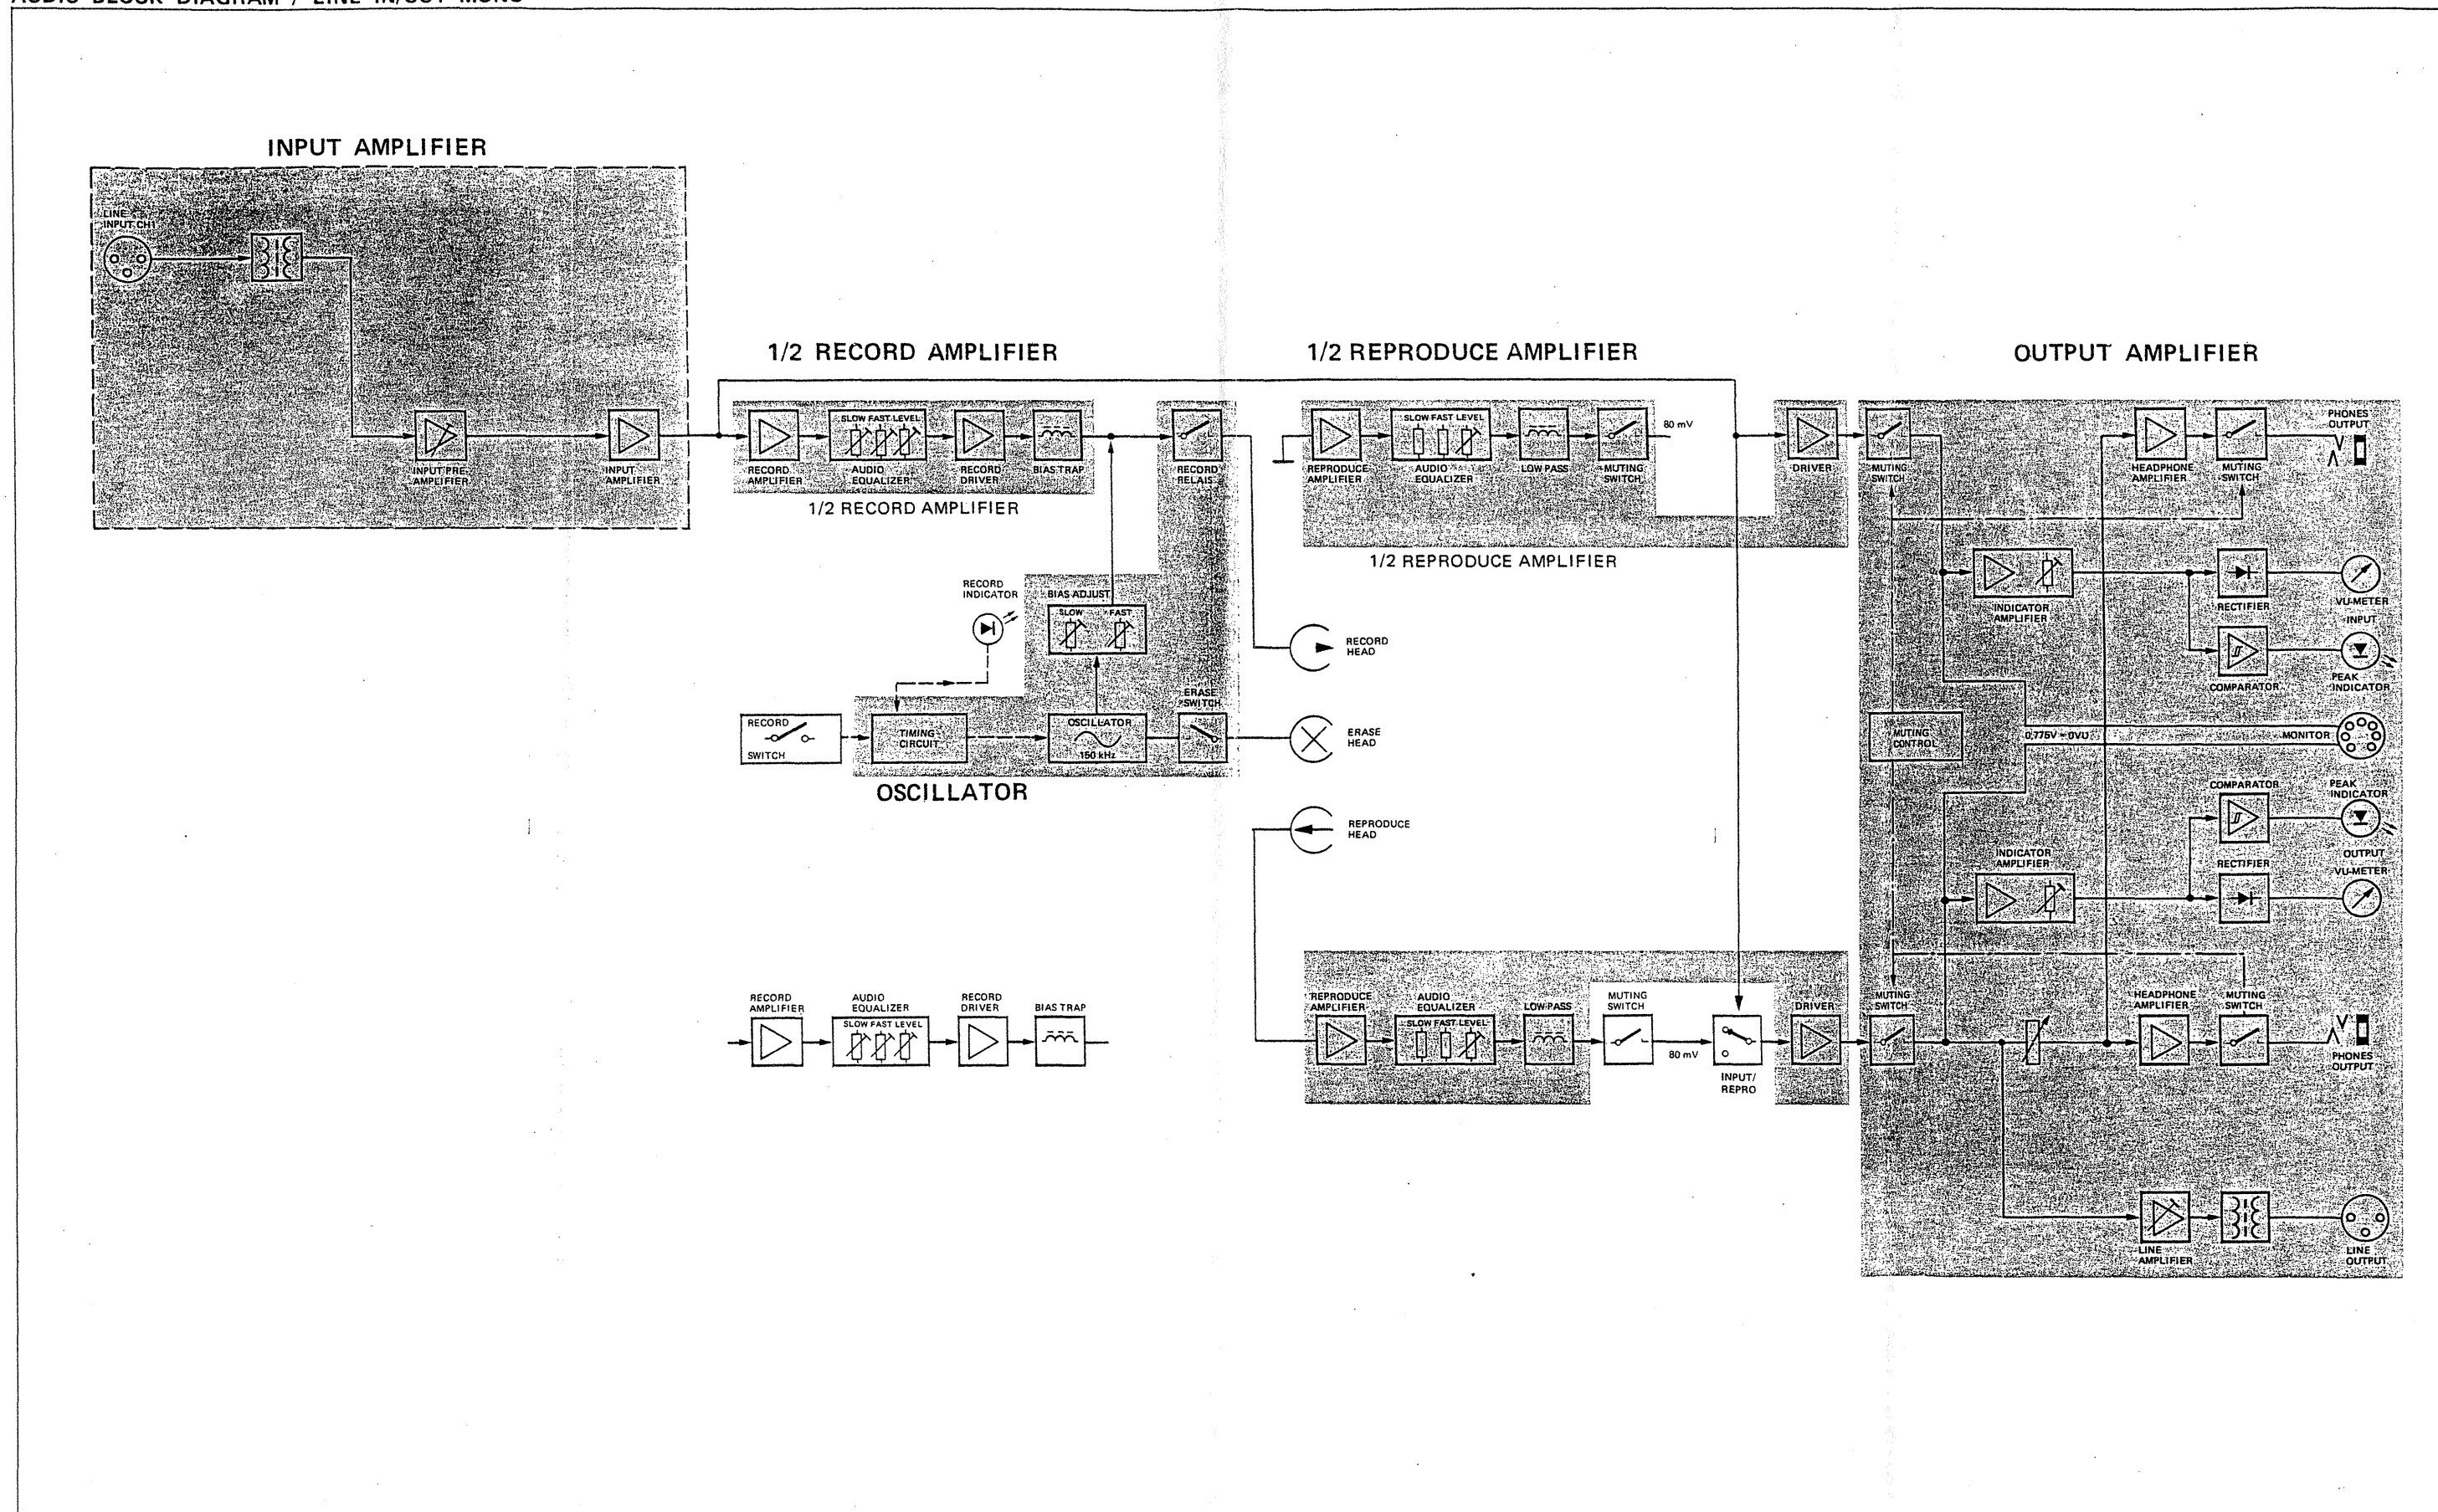 AUDIO BLOCK DIAGRAM / LINE IN/OUT MONO
INPUT AMPLIFIER
LINE
INPUT CH1
INPUT PRE-
AMPLIFIER
INPUT
AMPLIFIER
1/2 RECORD AMPLIFIER
RECORD
AMPLIFIER
SLOW FAST LEVEL
AUDIO
EQUALIZER
RECORD
DRIVER
BIAS TRAP
RECORD
RELAIS
1/2 RECORD AMPLIFIER
RECORD
INDICATOR
BIAS ADJUST
SLOW FAST
ERASE
SWITCH
RECORD
SWITCH
TIMING
CIRCUIT
OSCILLATOR
150 kHz
OSCILLATOR
RECORD
HEAD
ERASE
HEAD
REPRODUCE
HEAD
RECORD
AMPLIFIER
AUDIO
EQUALIZER
SLOW FAST LEVEL
RECORD
DRIVER
BIAS TRAP
1/2 REPRODUCE AMPLIFIER
REPRODUCE
AMPLIFIER
SLOW FAST LEVEL
AUDIO
EQUALIZER
LOW PASS
MUTING
SWITCH
80 mV
DRIVER
1/2 REPRODUCE AMPLIFIER
REPRODUCE
AMPLIFIER
AUDIO
EQUALIZER
SLOW FAST LEVEL
LOW PASS
MUTING
SWITCH
80 mV
INPUT/
REPRO
DRIVER
OUTPUT AMPLIFIER
MUTING
SWITCH
HEADPHONE
AMPLIFIER
MUTING
SWITCH
PHONES
OUTPUT
INDICATOR
AMPLIFIER
RECTIFIER
VU-METER
INPUT
COMPARATOR
PEAK
INDICATOR
MUTING
CONTROL
0,775V = 0VU
MONITOR
COMPARATOR
PEAK
INDICATOR
INDICATOR
AMPLIFIER
RECTIFIER
OUTPUT
VU-METER
MUTING
SWITCH
HEADPHONE
AMPLIFIER
MUTING
SWITCH
PHONES
OUTPUT
LINE
AMPLIFIER
LINE
OUTPUT